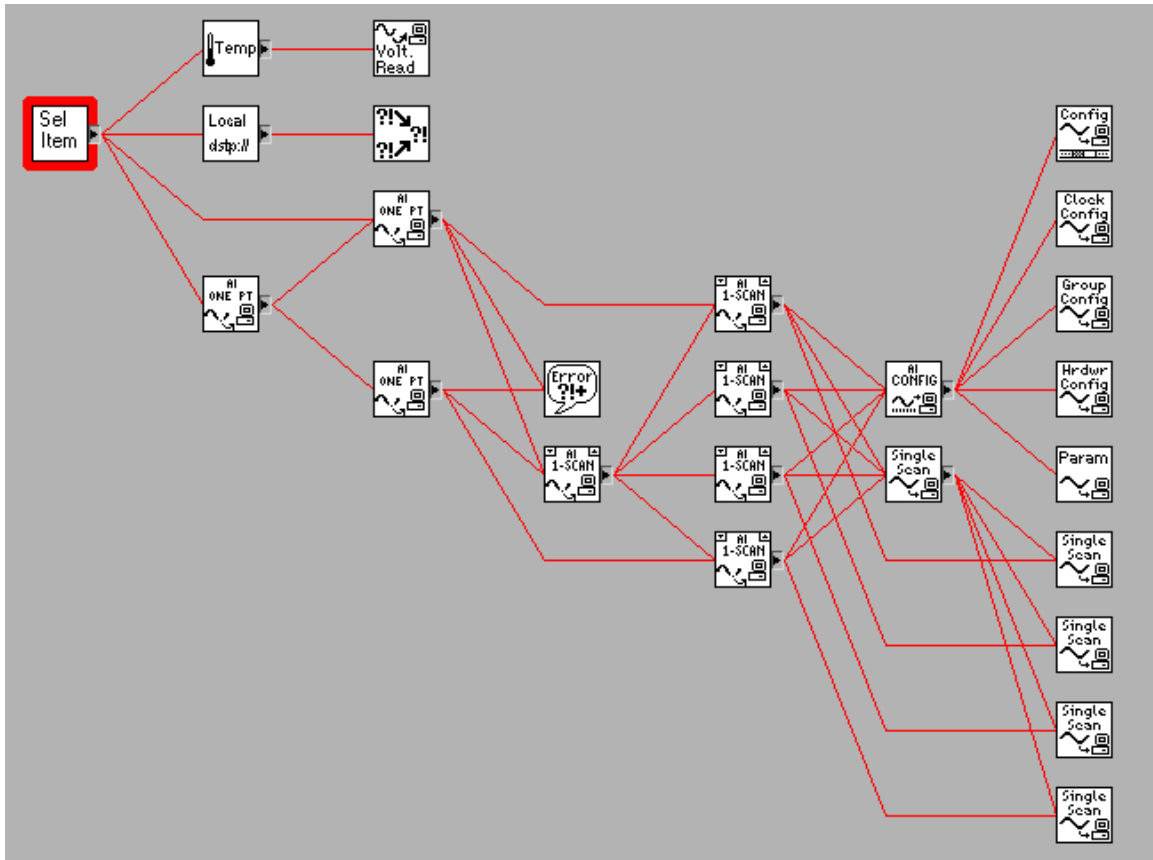 Temp
Volt.
Read
Sel
Item
Local
dstp://
?!
?!
?!
Config
AI
ONE PT
Clock
Config
AI
ONE PT
AI
1-SCAN
Group
Config
AI
ONE PT
Error
?!+
AI
1-SCAN
AI
CONFIG
Hrdwr
Config
AI
1-SCAN
AI
1-SCAN
Single
Scan
Param
AI
1-SCAN
Single
Scan
Single
Scan
Single
Scan
Single
Scan